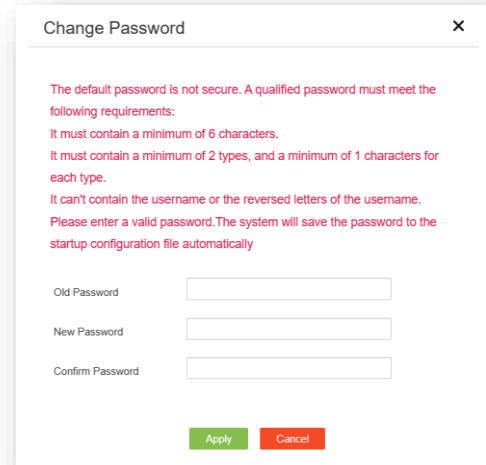 Change Password
The default password is not secure. A qualified password must meet the
following requirements:
It must contain a minimum of 6 characters.
It must contain a minimum of 2 types, and a minimum of 1 characters for
each type.
It can't contain the username or the reversed letters of the username.
Please enter a valid password.The system will save the password to the
startup configuration file automatically
Old Password
New Password
Confirm Password
Apply Cancel